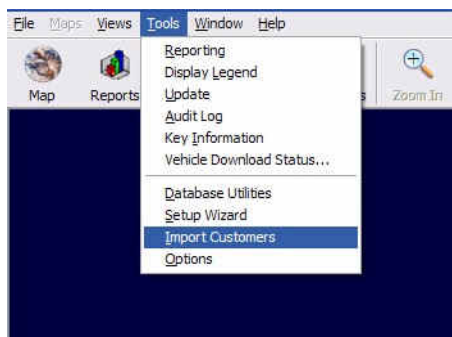 File Maps Views Tools Window Help
Reporting
Display Legend
Update
Audit Log
Key Information
Vehicle Download Status...
Database Utilities
Setup Wizard
Import Customers
Options
Map Reports Zoom In